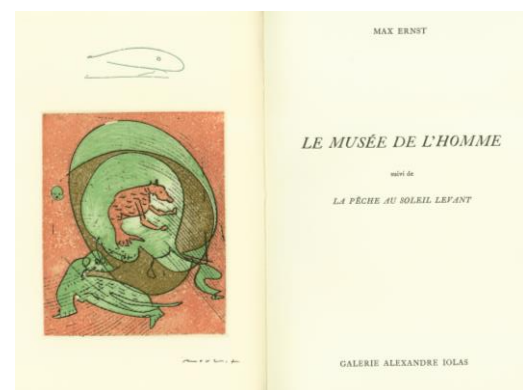 MAX ERNST
LE MUSÉE DE L'HOMME
suivi de
LA PÊCHE AU SOLEIL LEVANT
GALERIE ALEXANDRE IOLAS